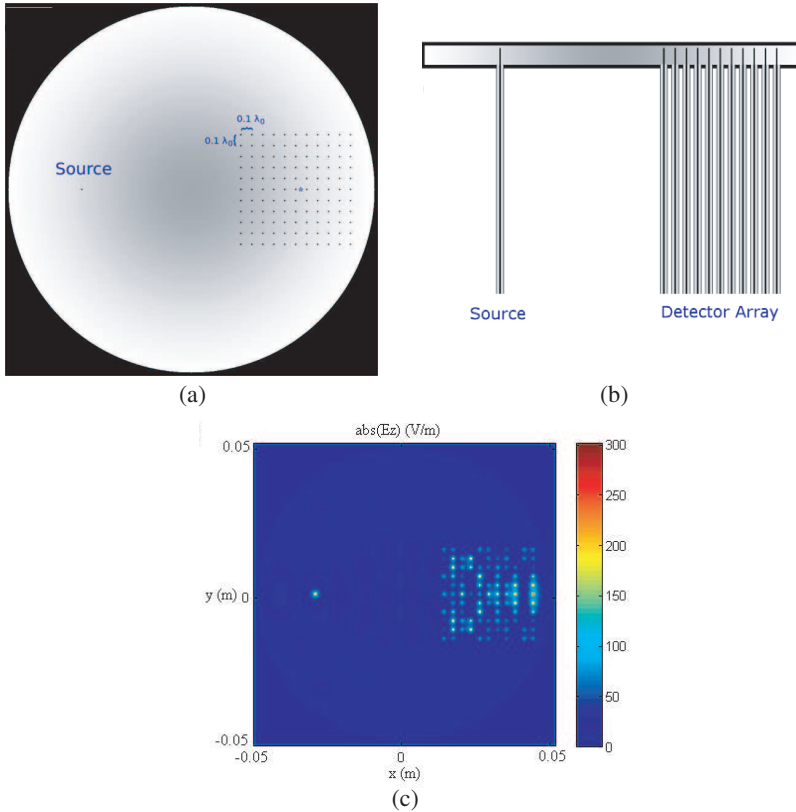 0.1 λ₀
0.1 λ₀
Source
(a)
Source
Detector Array
(b)
abs(Ez) (V/m)
0.05
y (m)
0
-0.05
-0.05
0
0.05
x (m)
300
250
200
150
100
50
0
(c)